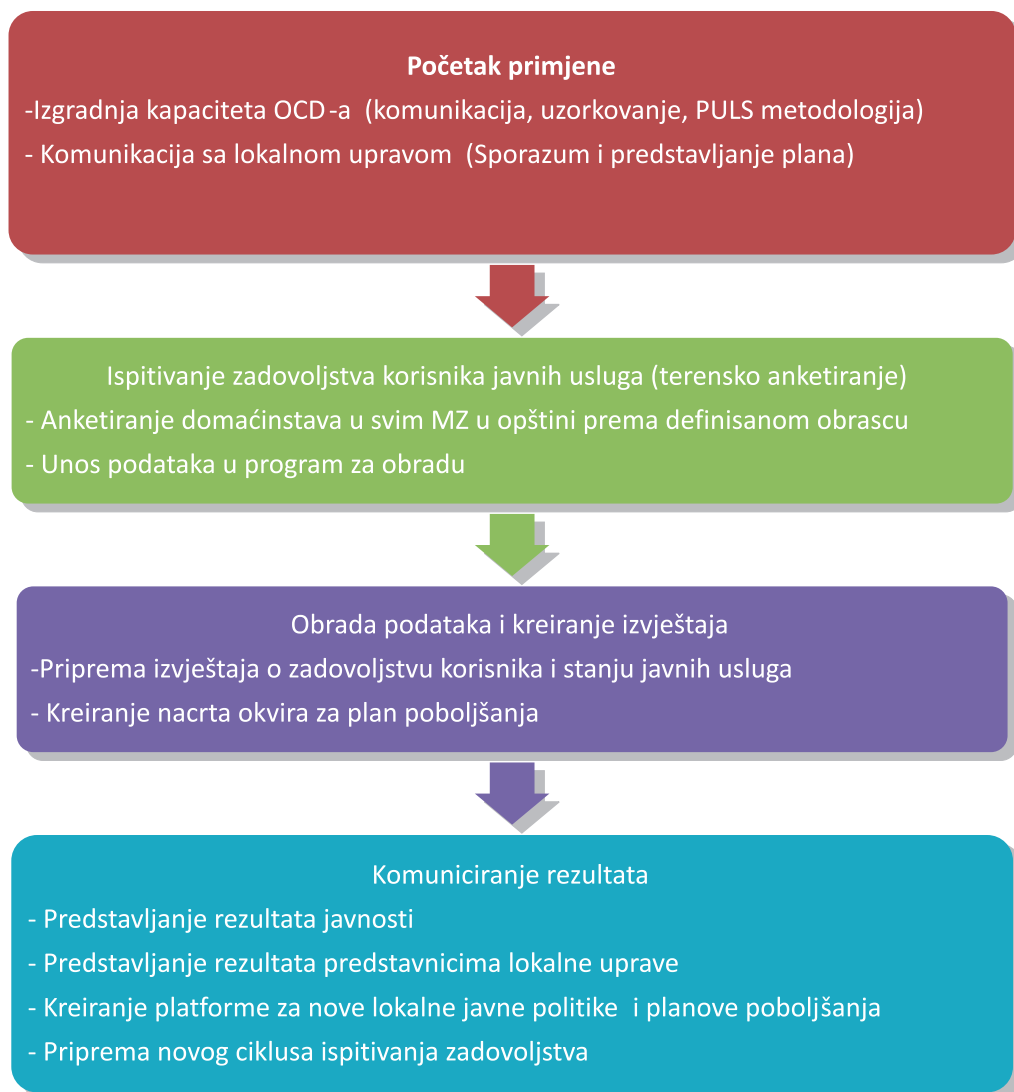 Početak primjene
-Izgradnja kapaciteta OCD-a (komunikacija, uzorkovanje, PULS metodologija)
- Komunikacija sa lokalnom upravom (Sporazum i predstavljanje plana)
Ispitivanje zadovoljstva korisnika javnih usluga (terensko anketiranje)
- Anketiranje domaćinstava u svim MZ u opštini prema definisanom obrascu
- Unos podataka u program za obradu
Obrada podataka i kreiranje izvještaja
-Priprema izvještaja o zadovoljstvu korisnika i stanju javnih usluga
- Kreiranje nacrta okvira za plan poboljšanja
Komuniciranje rezultata
- Predstavljanje rezultata javnosti
- Predstavljanje rezultata predstavnicima lokalne uprave
- Kreiranje platforme za nove lokalne javne politike i planove poboljšanja
- Priprema novog ciklusa ispitivanja zadovoljstva